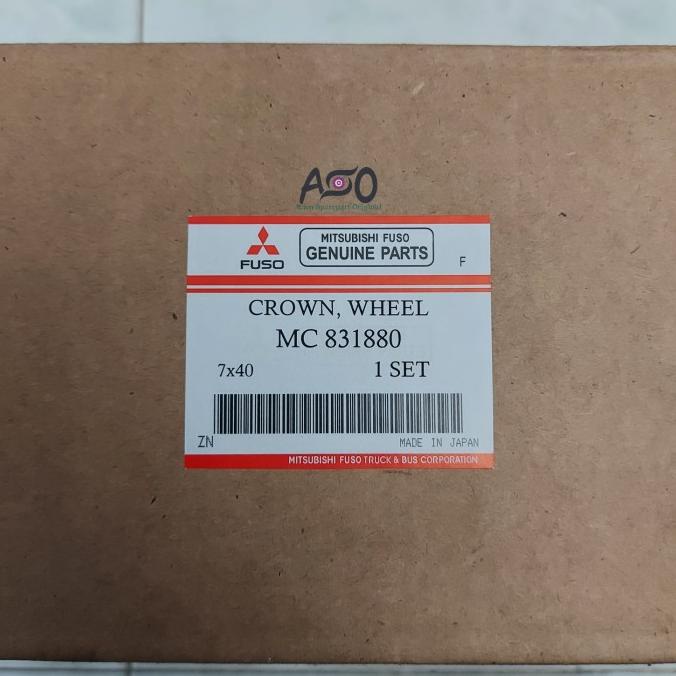 ASO
FUSO
MITSUBISHI FUSO
GENUINE PARTS
F
CROWN, WHEEL
MC 831880
7x40 1 SET
ZN MADE IN JAPAN
MITSUBISHI FUSO TRUCK & BUS CORPORATION